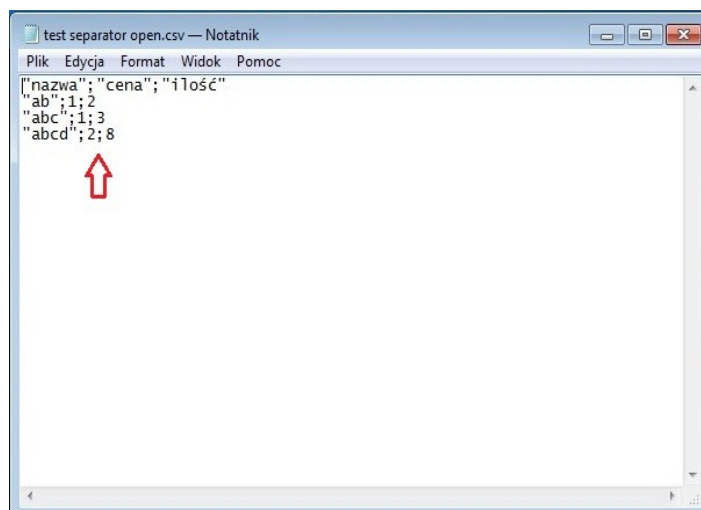 test separator open.csv — Notatnik
Plik Edycja Format Widok Pomoc
"nazwa";"cena";"ilość"
"ab";1;2
"abc";1;3
"abcd";2;8